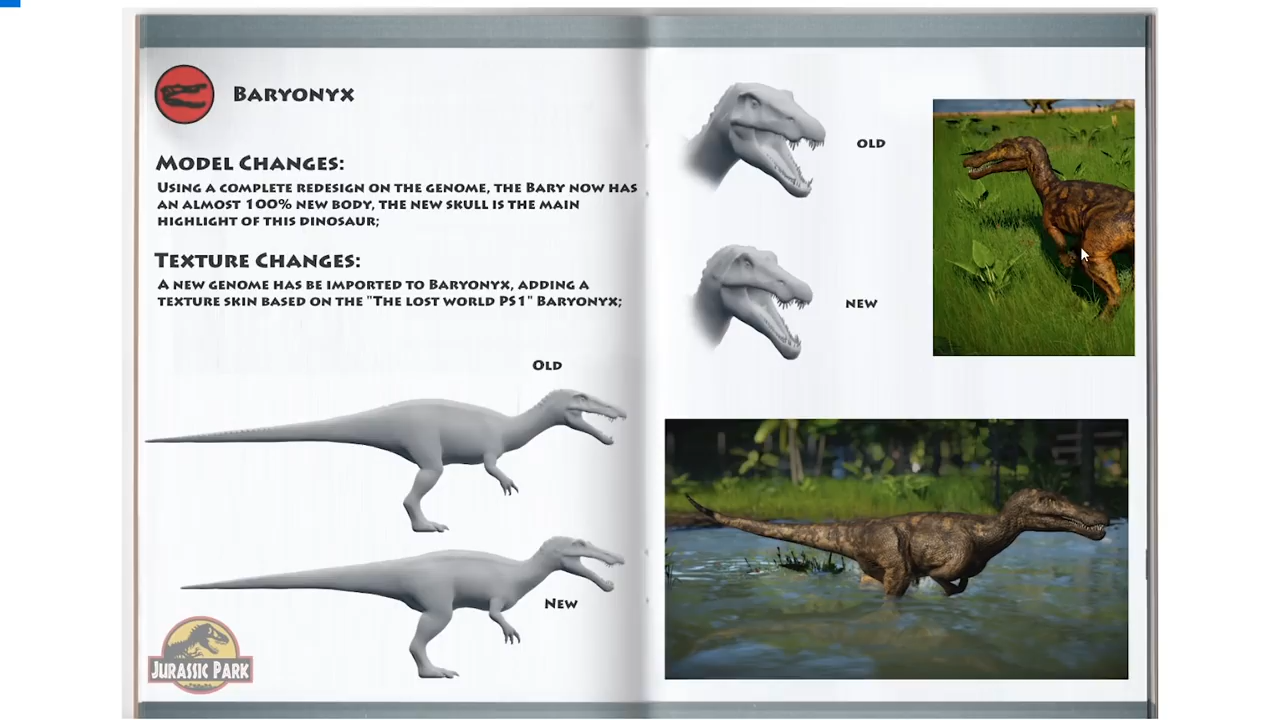 Baryonyx
Model Changes:
Using a complete redesign on the genome, the Bary now has
an almost 100% new body, the new skull is the main
highlight of this dinosaur;
Texture Changes:
A new genome has be imported to Baryonyx, adding a
texture skin based on the "The lost world PS1" Baryonyx;
Old
New
Jurassic Park
OLD
NEW